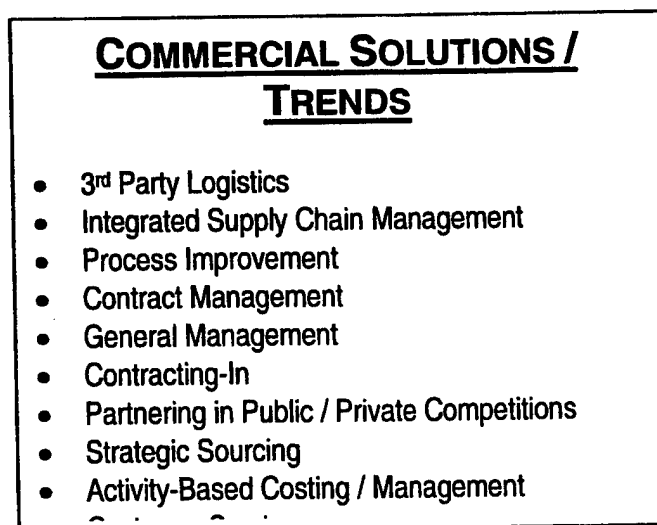 COMMERCIAL SOLUTIONS /
TRENDS
• 3rd Party Logistics
• Integrated Supply Chain Management
• Process Improvement
• Contract Management
• General Management
• Contracting-In
• Partnering in Public / Private Competitions
• Strategic Sourcing
• Activity-Based Costing / Management